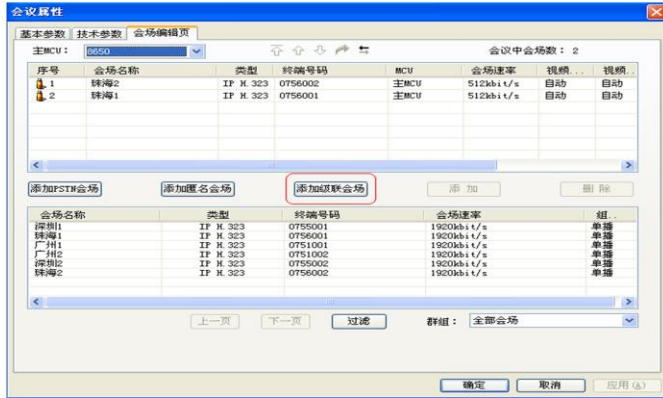 会议属性
基本参数 技术参数 会场编辑页
主MCU： 8650 会议中会场数： 2
序号 会场名称 类型 终端号码 MCU 会场速率 视频... 视频..
1 珠海2 IP H.323 0756002 主MCU 512kbit/s 自动 自动
2 珠海1 IP H.323 0756001 主MCU 512kbit/s 自动 自动
添加PSTN会场 添加匿名会场 添加级联会场 添 加 删 除
会场名称 类型 终端号码 会场速率 组..
深圳1 IP H.323 0755001 1920kbit/s 单播
珠海1 IP H.323 0756001 1920kbit/s 单播
广州1 IP H.323 0751001 1920kbit/s 单播
广州2 IP H.323 0751002 1920kbit/s 单播
深圳2 IP H.323 0755002 1920kbit/s 单播
珠海2 IP H.323 0756002 1920kbit/s 单播
上一页 下一页 过滤 群组： 全部会场
确定 取消 应用(A)